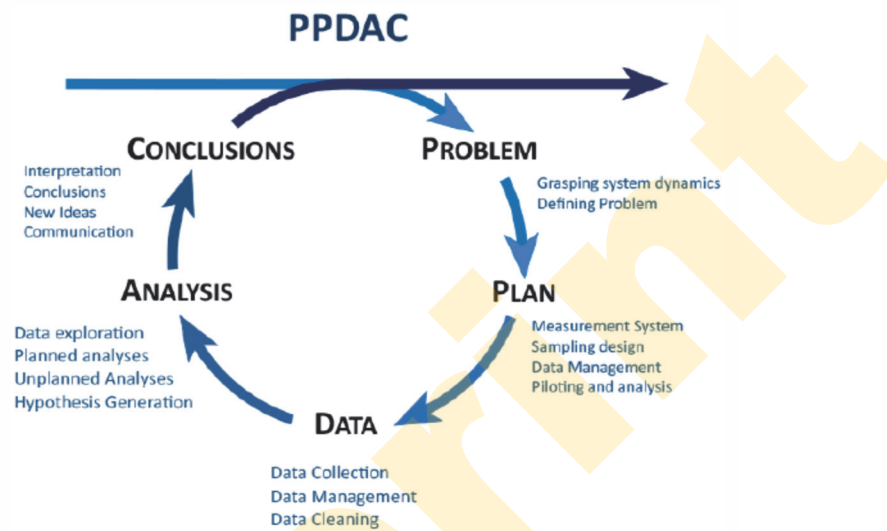 PPDAC
CONCLUSIONS
Interpretation
Conclusions
New Ideas
Communication
PROBLEM
Grasping system dynamics
Defining Problem
ANALYSIS
Data exploration
Planned analyses
Unplanned Analyses
Hypothesis Generation
PLAN
Measurement System
Sampling design
Data Management
Piloting and analysis
DATA
Data Collection
Data Management
Data Cleaning
rint